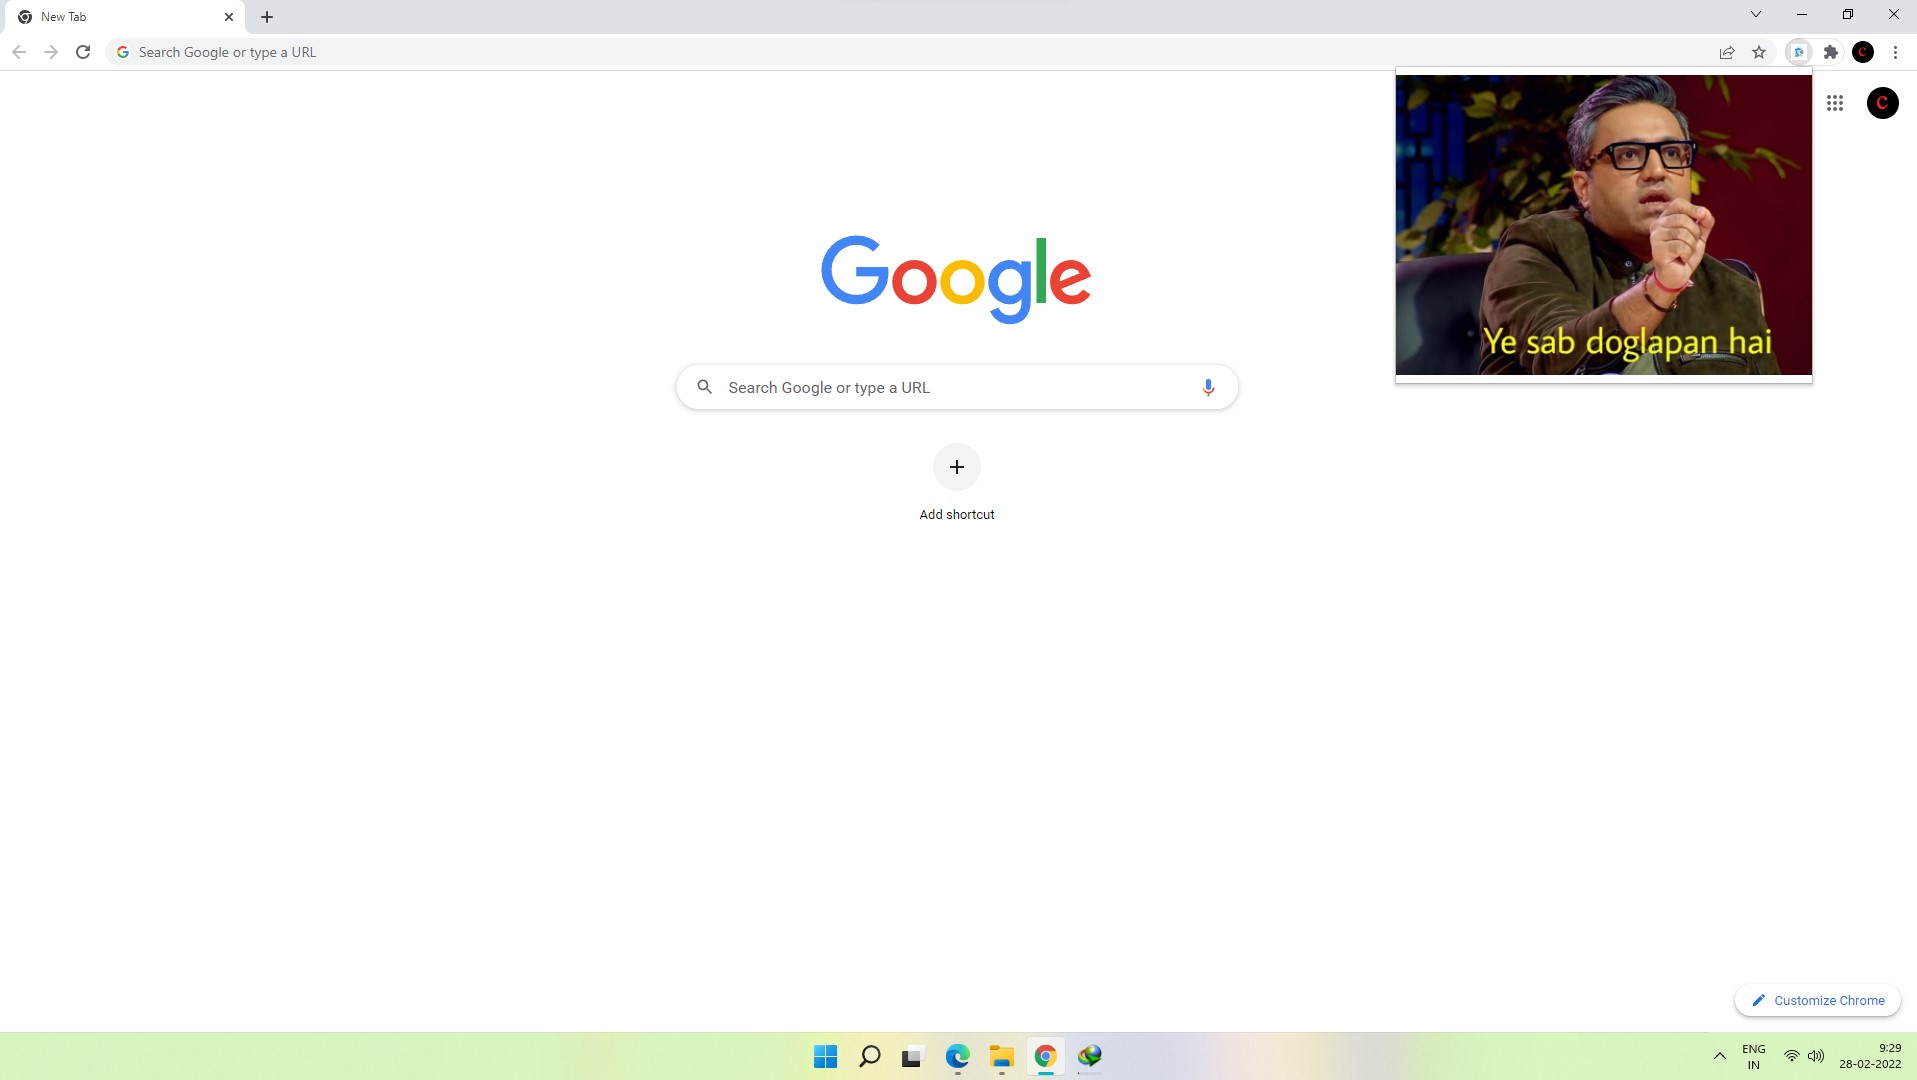 New Tab
Search Google or type a URL
C
C
Ye sab doglapan hai
Google
Search Google or type a URL
Add shortcut
Customize Chrome
ENG
IN
9:29
28-02-2022